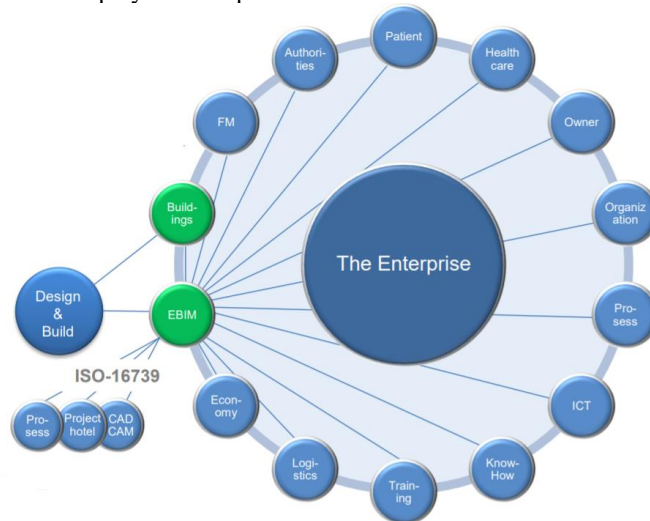 Patient
Authori-
ties
Health
care
FM
Owner
Build-
ings
Organiz
ation
The Enterprise
Design
&
Build
EBIM
Pro-
sess
ISO-16739
Econ-
omy
ICT
Pro-
sess
Project
hotel
CAD
CAM
Logi-
stics
Know-
How
Train-
ing